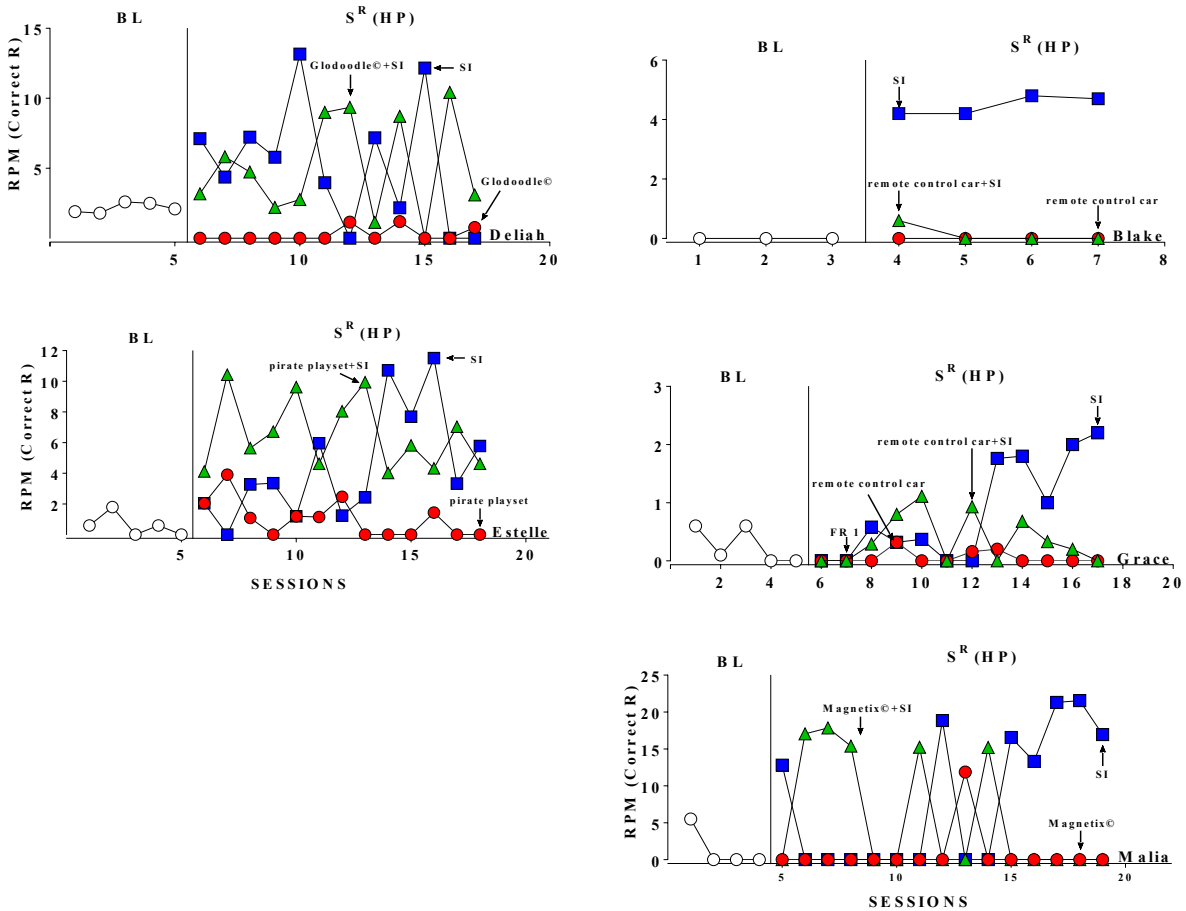 BL
S^R (HP)
15
10
5
RPM (Correct R)
Glodoodle©+SI
SI
Glodoodle©
Deliah
5
10
15
20
BL
S^R (HP)
6
4
2
0
SI
remote control car+SI
remote control car
Blake
1
2
3
4
5
6
7
8
BL
S^R (HP)
12
10
8
6
4
2
RPM (Correct R)
pirate playset+SI
SI
pirate playset
Estelle
5
10
15
20
SESSIONS
BL
S^R (HP)
3
2
1
0
SI
remote control car+SI
remote control car
FR 1
Grace
2
4
6
8
10
12
14
16
18
20
BL
S^R (HP)
25
20
15
10
5
0
RPM (Correct R)
Magnetix©+SI
SI
Magnetix©
Malia
5
10
15
20
SESSIONS